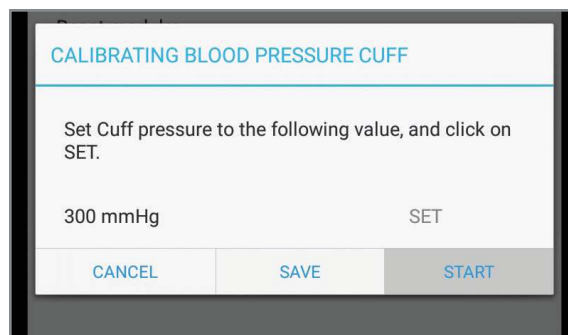 CALIBRATING BLOOD PRESSURE CUFF
Set Cuff pressure to the following value, and click on
SET.
300 mmHg SET
CANCEL SAVE START